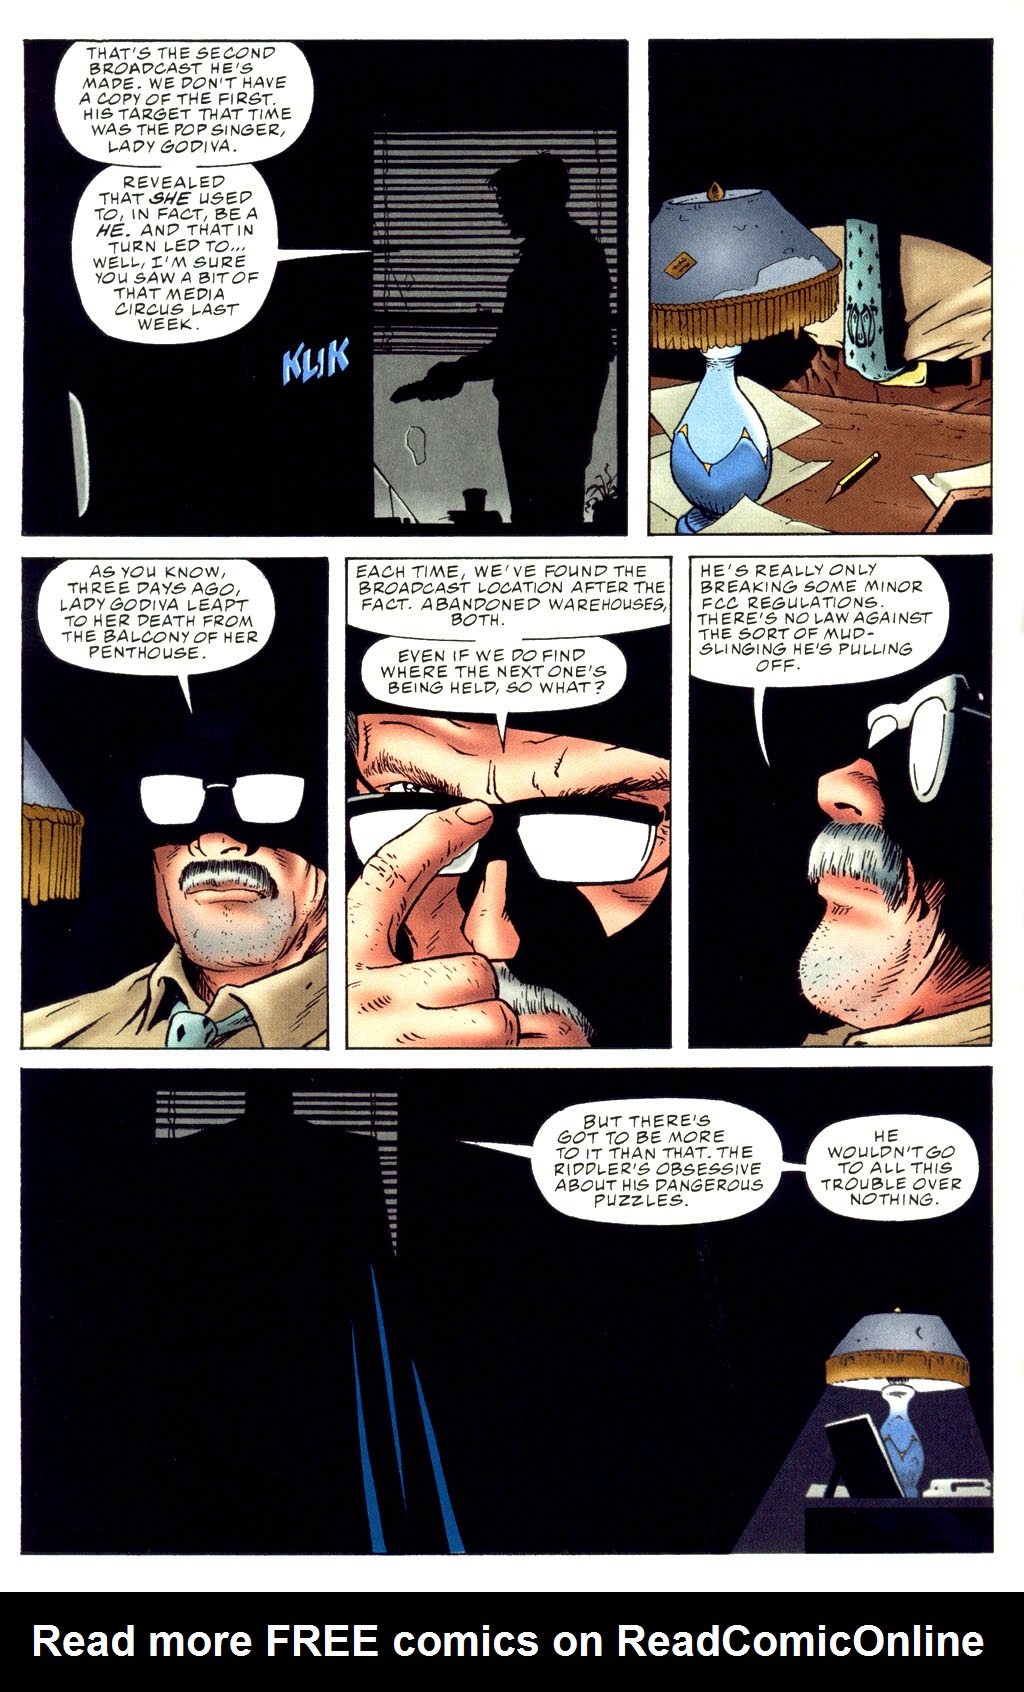 THAT'S THE SECOND
BROADCAST HE'S
MADE. WE DON'T HAVE
A COPY OF THE FIRST.
HIS TARGET THAT TIME
WAS THE POP SINGER,
LADY GODIVA.
REVEALED
THAT SHE USED
TO, IN FACT, BE A
HE. AND THAT IN
TURN LED TO...
WELL, I'M SURE
YOU SAW A BIT OF
THAT MEDIA
CIRCUS LAST
WEEK.
KLIK
AS YOU KNOW,
THREE DAYS AGO,
LADY GODIVA LEAPT
TO HER DEATH FROM
THE BALCONY OF HER
PENTHOUSE.
EACH TIME, WE'VE FOUND THE
BROADCAST LOCATION AFTER THE
FACT. ABANDONED WAREHOUSES,
BOTH.
EVEN IF WE DO FIND
WHERE THE NEXT ONE'S
BEING HELD, SO WHAT?
HE'S REALLY ONLY
BREAKING SOME MINOR
FCC REGULATIONS.
THERE'S NO LAW AGAINST
THE SORT OF MUD-
SLINGING HE'S PULLING
OFF.
BUT THERE'S
GOT TO BE MORE
TO IT THAN THAT. THE
RIDDLER'S OBSESSIVE
ABOUT HIS DANGEROUS
PUZZLES.
HE
WOULDN'T GO
TO ALL THIS
TROUBLE OVER
NOTHING.
Read more FREE comics on ReadComicOnline